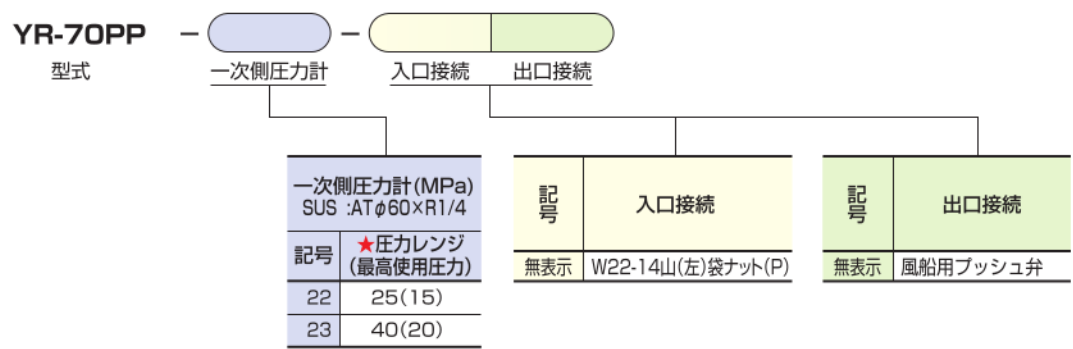 YR-70PP － －
型式 一次側圧力計 入口接続 出口接続
一次側圧力計(MPa)
SUS :ATφ60×R1/4
記号 ★圧力レンジ
(最高使用圧力)
22 25(15)
23 40(20)
記号 入口接続
無表示 W22-14山(左)袋ナット(P)
記号 出口接続
無表示 風船用プッシュ弁